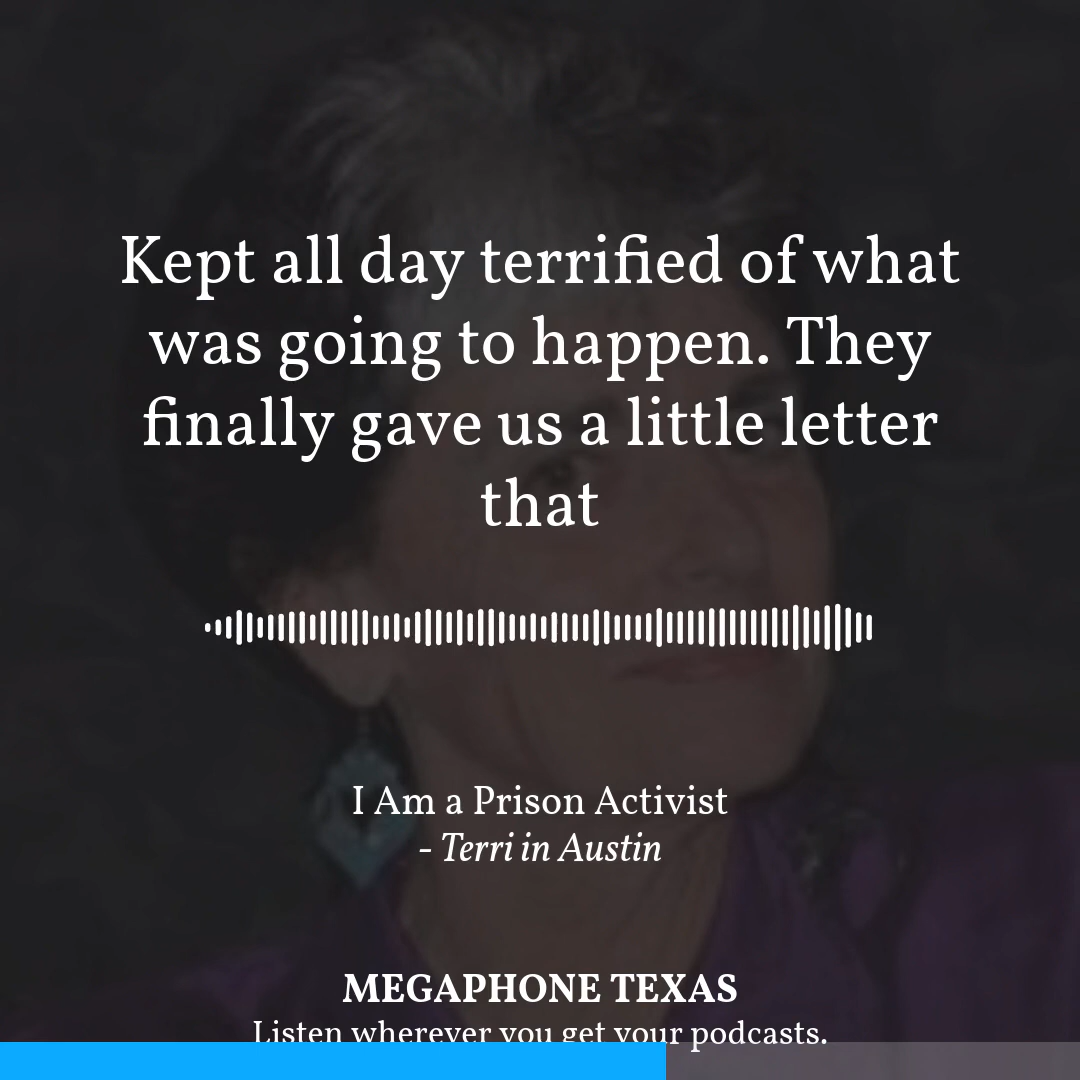 Kept all day terrified of what
was going to happen. They
finally gave us a little letter
that
I Am a Prison Activist
- Terri in Austin
MEGAPHONE TEXAS
Listen wherever you get your podcasts.